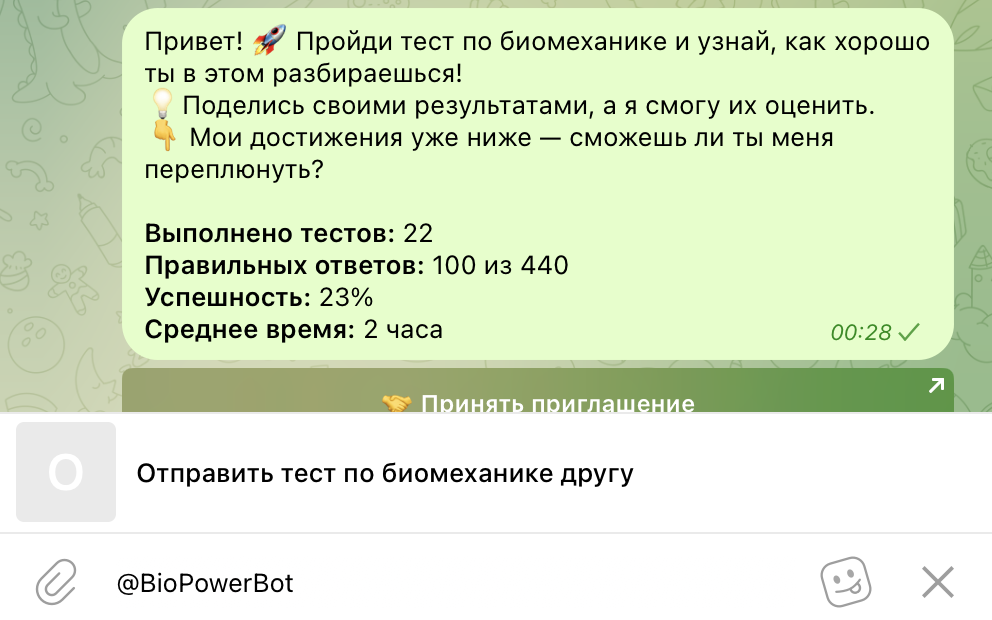 Привет! 🚀 Пройди тест по биомеханике и узнай, как хорошо
ты в этом разбираешься!
💡 Поделись своими результатами, а я смогу их оценить.
👇 Мои достижения уже ниже — сможешь ли ты меня
переплюнуть?
Выполнено тестов: 22
Правильных ответов: 100 из 440
Успешность: 23%
Среднее время: 2 часа
00:28
🤝 Принять приглашение
О
Отправить тест по биомеханике другу
@BioPowerBot